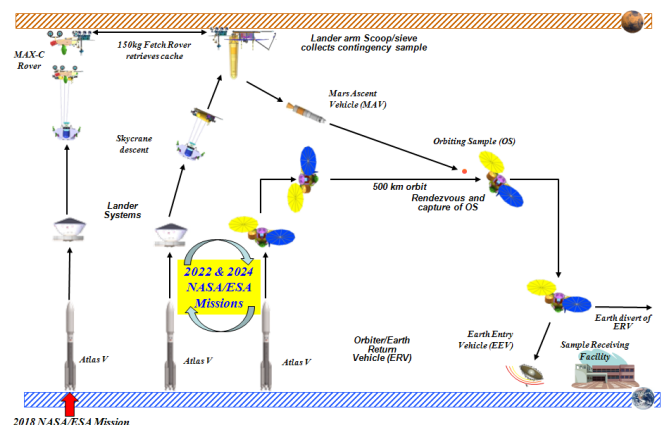 MAX-C
Rover
150kg Fetch Rover
retrieves cache
Lander arm Scoop/sieve
collects contingency sample
Mars Ascent
Vehicle (MAV)
Skycrane
descent
Orbiting Sample (OS)
500 km orbit
Rendezvous and
capture of OS
Lander
Systems
2022 & 2024
NASA/ESA
Missions
Earth divert of
ERV
Orbiter/Earth
Return
Vehicle (ERV)
Earth Entry
Vehicle (EEV)
Sample Receiving
Facility
Atlas V
Atlas V
Atlas V
2018 NASA/ESA Mission